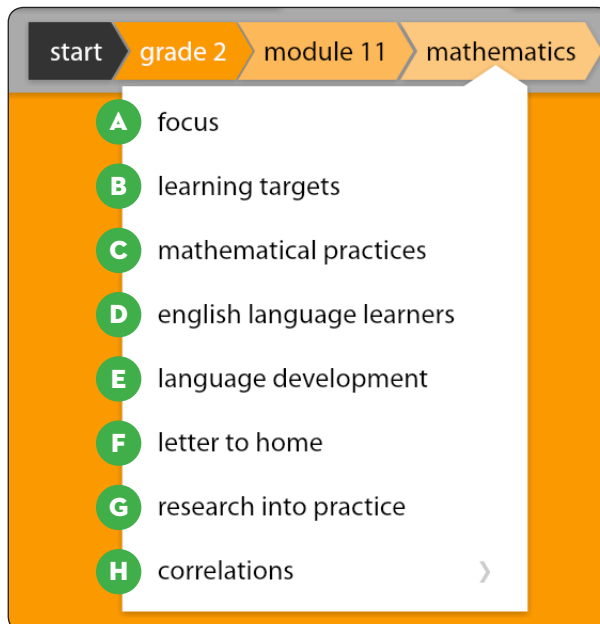 start grade 2 module 11 mathematics
A focus
B learning targets
C mathematical practices
D english language learners
E language development
F letter to home
G research into practice
H correlations